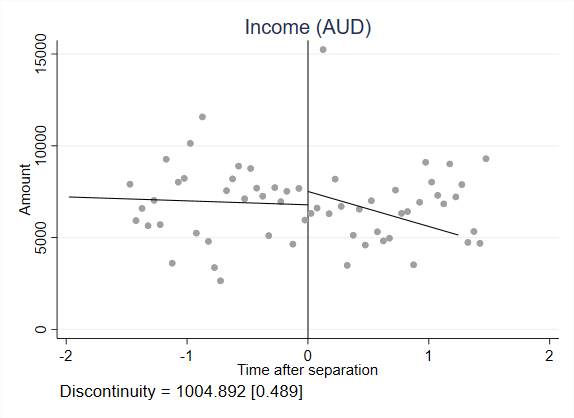 Income (AUD)
15000
10000
5000
0
Amount
-2 -1 0 1 2
Time after separation
Discontinuity = 1004.892 [0.489]